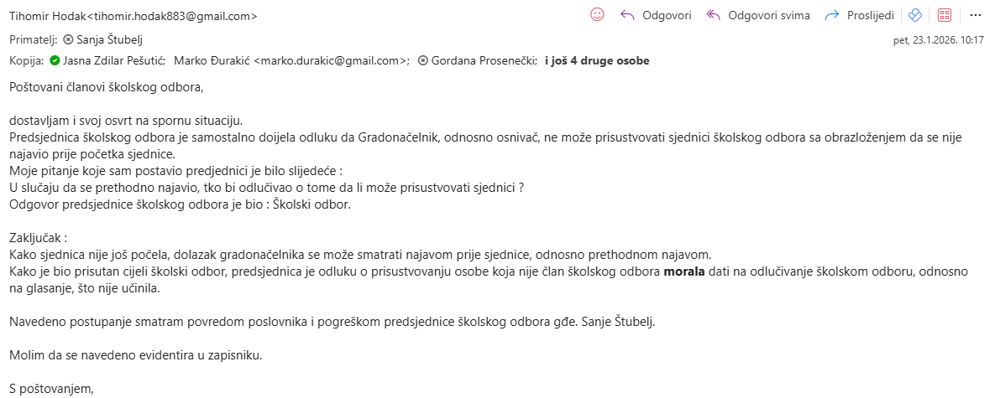 Tihomir Hodak<tihomir.hodak883@gmail.com>
Odgovori
Odgovori svima
Proslijedi
...
Primatelj: Sanja Štubelj
pet, 23.1.2026. 10:17
Kopija: Jasna Zdilar Pešutić; Marko Đurakić <marko.durakic@gmail.com>; Gordana Prosenečki; i još 4 druge osobe
Poštovani članovi školskog odbora,
dostavljam i svoj osvrt na spornu situaciju.
Predsjednica školskog odbora je samostalno doijela odluku da Gradonačelnik, odnosno osnivač, ne može prisustvovati sjednici školskog odbora sa obrazloženjem da se nije
najavio prije početka sjednice.
Moje pitanje koje sam postavio predjednici je bilo slijedeće :
U slučaju da se prethodno najavio, tko bi odlučivao o tome da li može prisustvovati sjednici ?
Odgovor predsjednice školskog odbora je bio : Školski odbor.
Zaključak :
Kako sjednica nije još počela, dolazak gradonačelnika se može smatrati najavom prije sjednice, odnosno prethodnom najavom.
Kako je bio prisutan cijeli školski odbor, predsjednica je odluku o prisustvovanju osobe koja nije član školskog odbora morala dati na odlučivanje školskom odboru, odnosno
na glasanje, što nije učinila.
Navedeno postupanje smatram povredom poslovnika i pogreškom predsjednice školskog odbora gđe. Sanje Štubelj.
Molim da se navedeno evidentira u zapisniku.
S poštovanjem,